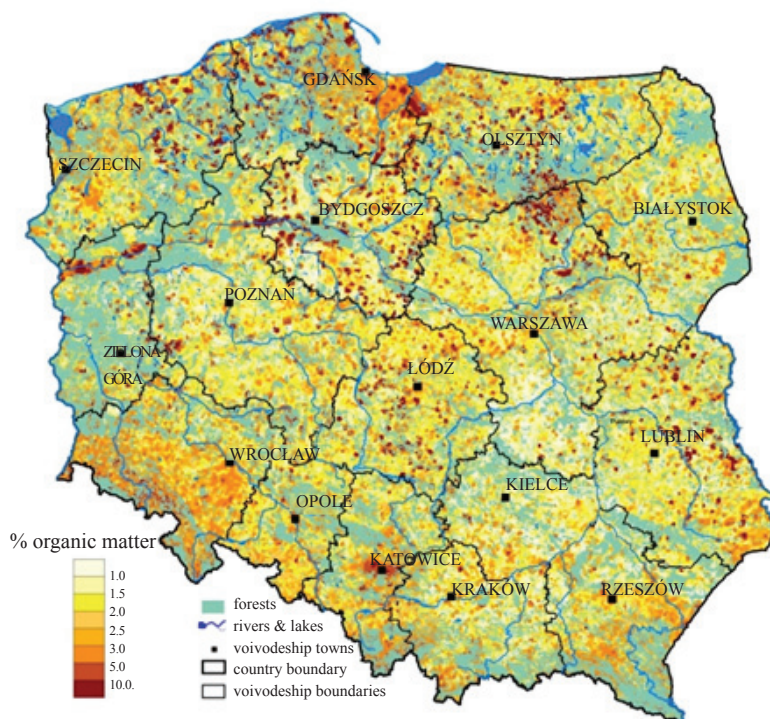 GDAŃSK
OLSZTYN
SZCZECIN
BYDGOSZCZ
BIAŁYSTOK
POZNAŃ
WARSZAWA
ZIELONA
GÓRA
ŁÓDŹ
LUBLIN
WROCŁAW
KIELCE
OPOLE
% organic matter
KATOWICE
KRAKÓW
RZESZÓW
1.0
1.5
2.0
2.5
3.0
5.0
10.0.
forests
rivers & lakes
voivodeship towns
country boundary
voivodeship boundaries